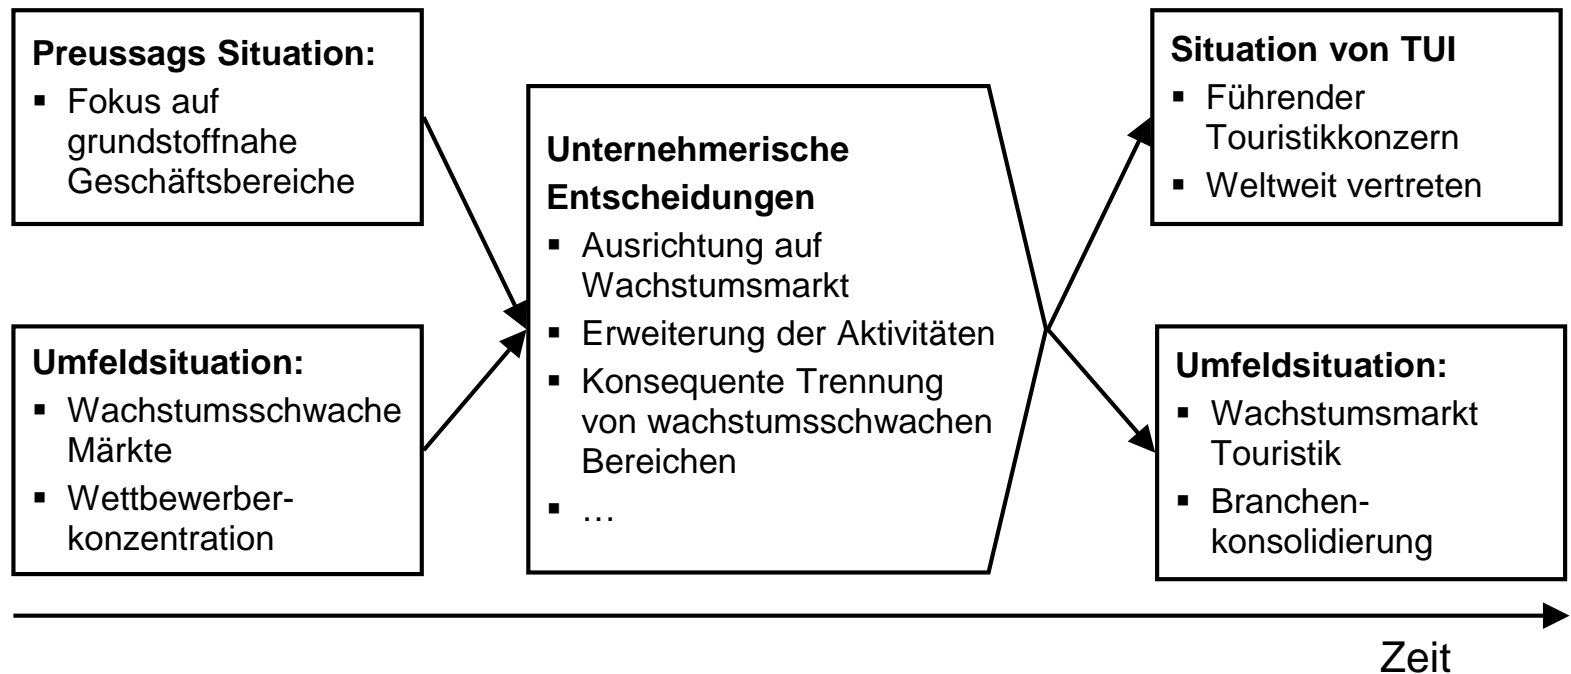 Preussags Situation:
▪ Fokus auf
grundstoffnahe
Geschäftsbereiche
Umfeldsituation:
▪ Wachstumsschwache
Märkte
▪ Wettbewerber-
konzentration
Unternehmerische
Entscheidungen
▪ Ausrichtung auf
Wachstumsmarkt
▪ Erweiterung der Aktivitäten
▪ Konsequente Trennung
von wachstumsschwachen
Bereichen
▪ …
Situation von TUI
▪ Führender
Touristikkonzern
▪ Weltweit vertreten
Umfeldsituation:
▪ Wachstumsmarkt
Touristik
▪ Branchen-
konsolidierung
Zeit